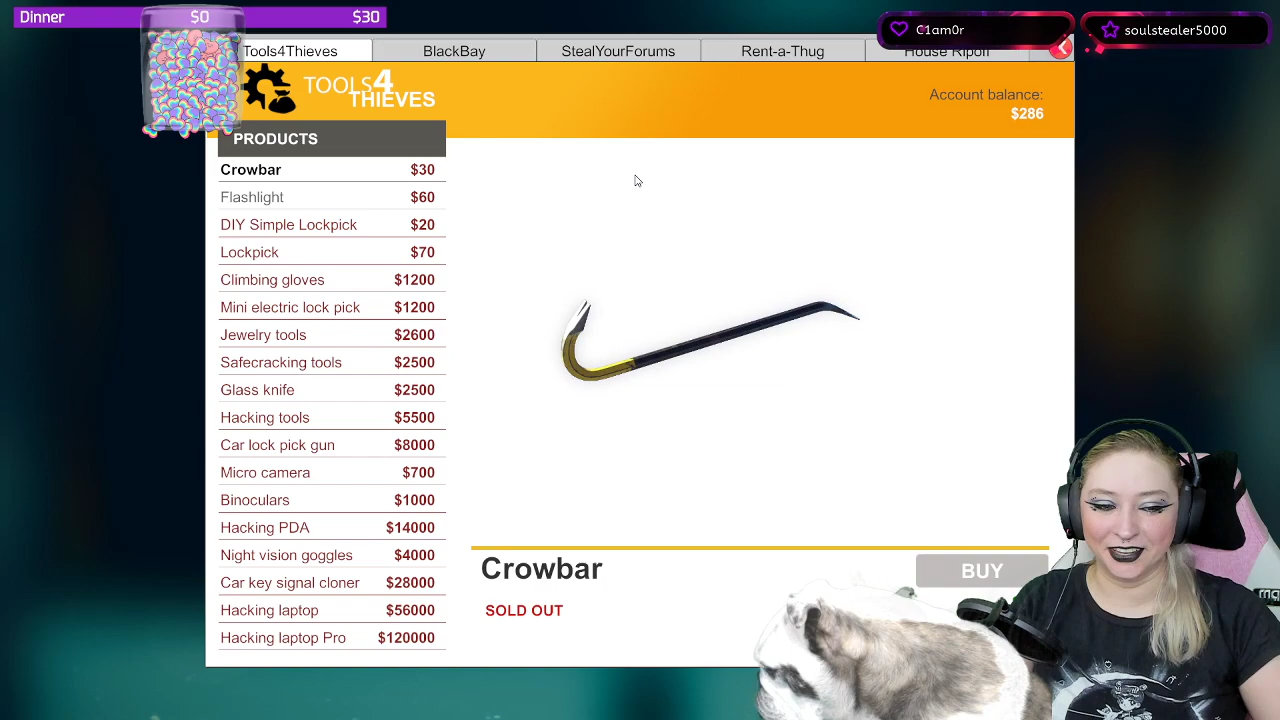 Dinner $0 $30
C1am0r
soulstealer5000
Tools4Thieves
BlackBay
StealYourForums
Rent-a-Thug
House Ripoff
TOOLS4
THIEVES
Account balance:
$286
PRODUCTS
Crowbar $30
Flashlight $60
DIY Simple Lockpick $20
Lockpick $70
Climbing gloves $1200
Mini electric lock pick $1200
Jewelry tools $2600
Safecracking tools $2500
Glass knife $2500
Hacking tools $5500
Car lock pick gun $8000
Micro camera $700
Binoculars $1000
Hacking PDA $14000
Night vision goggles $4000
Car key signal cloner $28000
Hacking laptop $56000
Hacking laptop Pro $120000
Crowbar
BUY
SOLD OUT